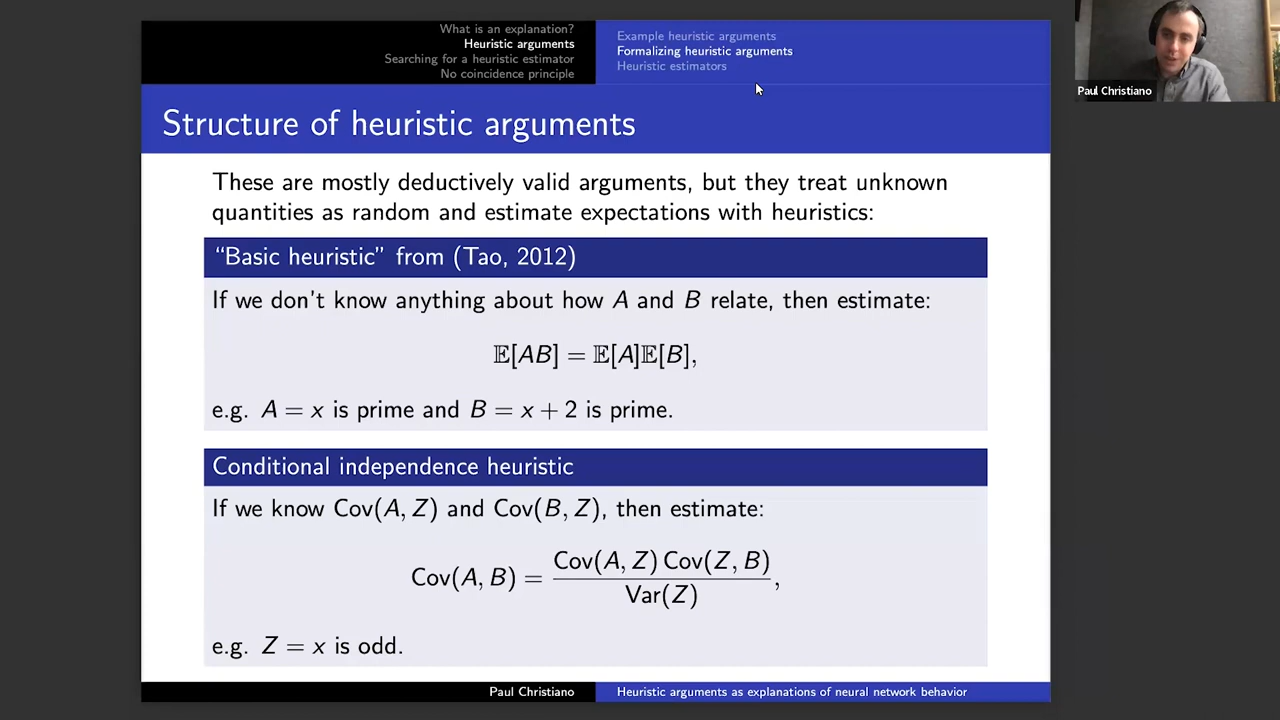 What is an explanation?
Heuristic arguments
Searching for a heuristic estimator
No coincidence principle
Example heuristic arguments
Formalizing heuristic arguments
Heuristic estimators
Paul Christiano
Structure of heuristic arguments
These are mostly deductively valid arguments, but they treat unknown
quantities as random and estimate expectations with heuristics:
“Basic heuristic” from (Tao, 2012)
If we don't know anything about how A and B relate, then estimate:
𝔼[AB] = 𝔼[A]𝔼[B],
e.g. A = x is prime and B = x + 2 is prime.
Conditional independence heuristic
If we know Cov(A, Z) and Cov(B, Z), then estimate:
Cov(A, B) = Cov(A, Z) Cov(Z, B) / Var(Z),
e.g. Z = x is odd.
Paul Christiano
Heuristic arguments as explanations of neural network behavior